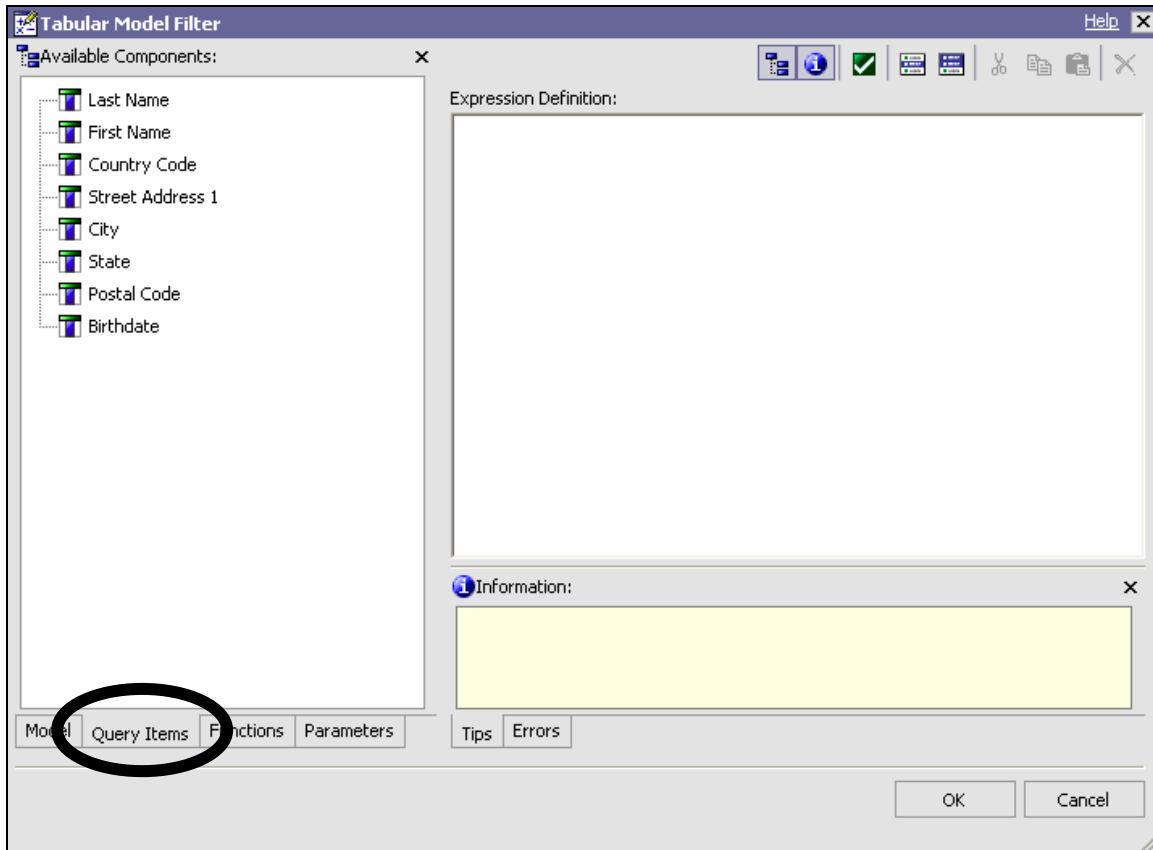 Tabular Model Filter
Help
Available Components:
Last Name
First Name
Country Code
Street Address 1
City
State
Postal Code
Birthdate
Model
Query Items
Functions
Parameters
Expression Definition:
Information:
Tips
Errors
OK
Cancel